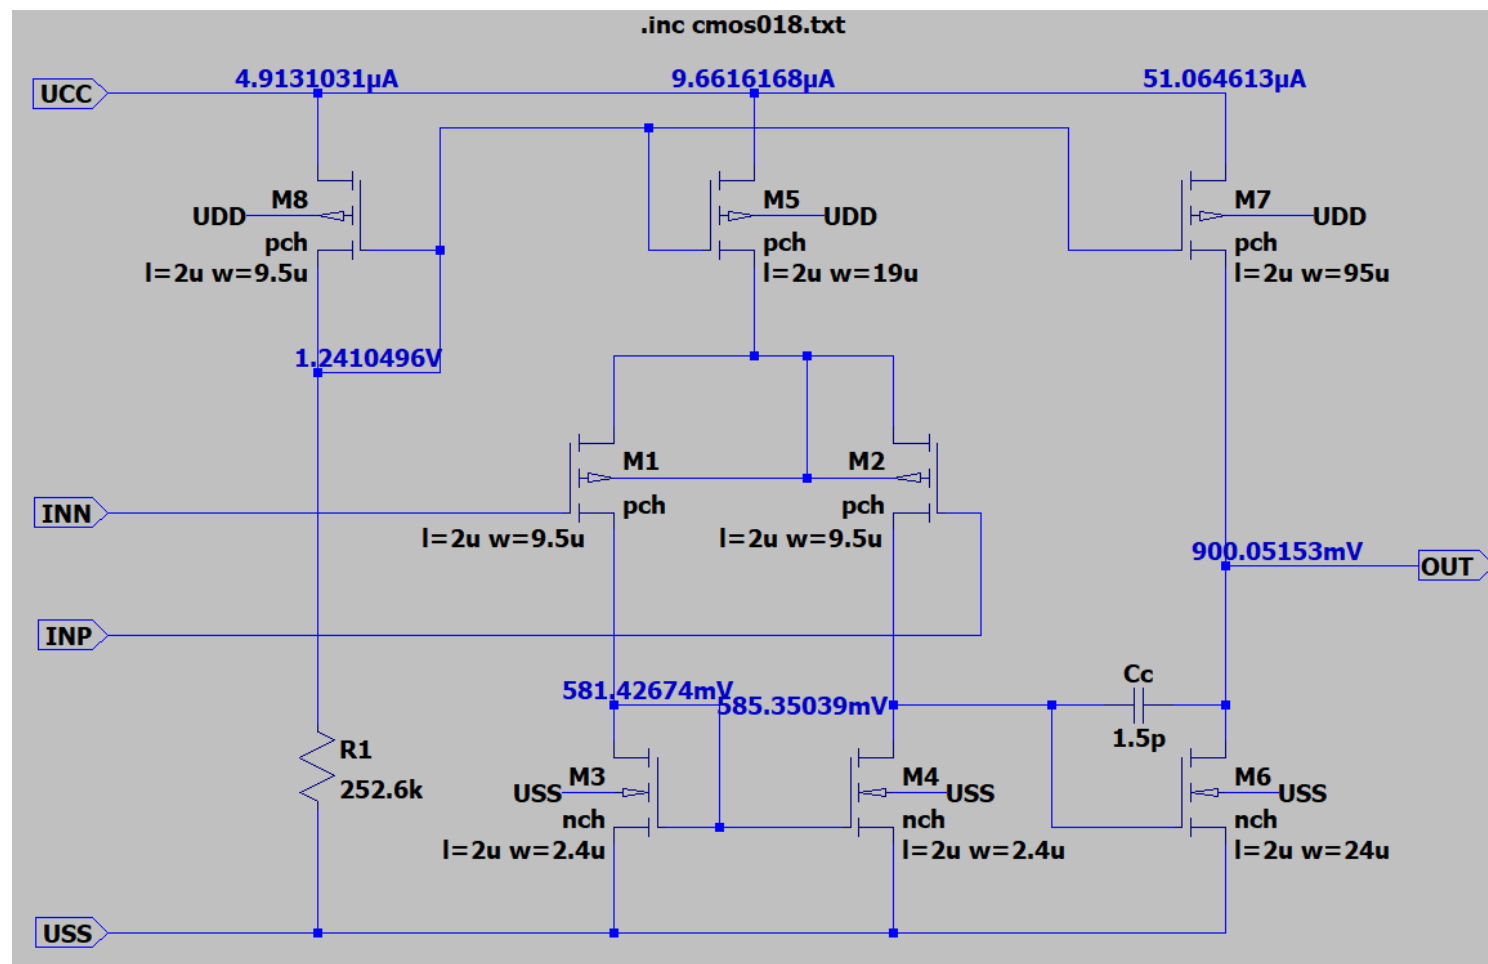 .inc cmos018.txt
4.9131031µA
9.6616168µA
51.064613µA
UCC
M8
M5
M7
UDD
UDD
UDD
pch
pch
pch
l=2u w=9.5u
l=2u w=19u
l=2u w=95u
1.2410496V
M1
M2
INN
pch
pch
l=2u w=9.5u
l=2u w=9.5u
900.05153mV
OUT
INP
Cc
581.42674mV
585.35039mV
1.5p
R1
252.6k
M3
M4
M6
USS
USS
USS
nch
nch
nch
l=2u w=2.4u
l=2u w=2.4u
l=2u w=24u
USS